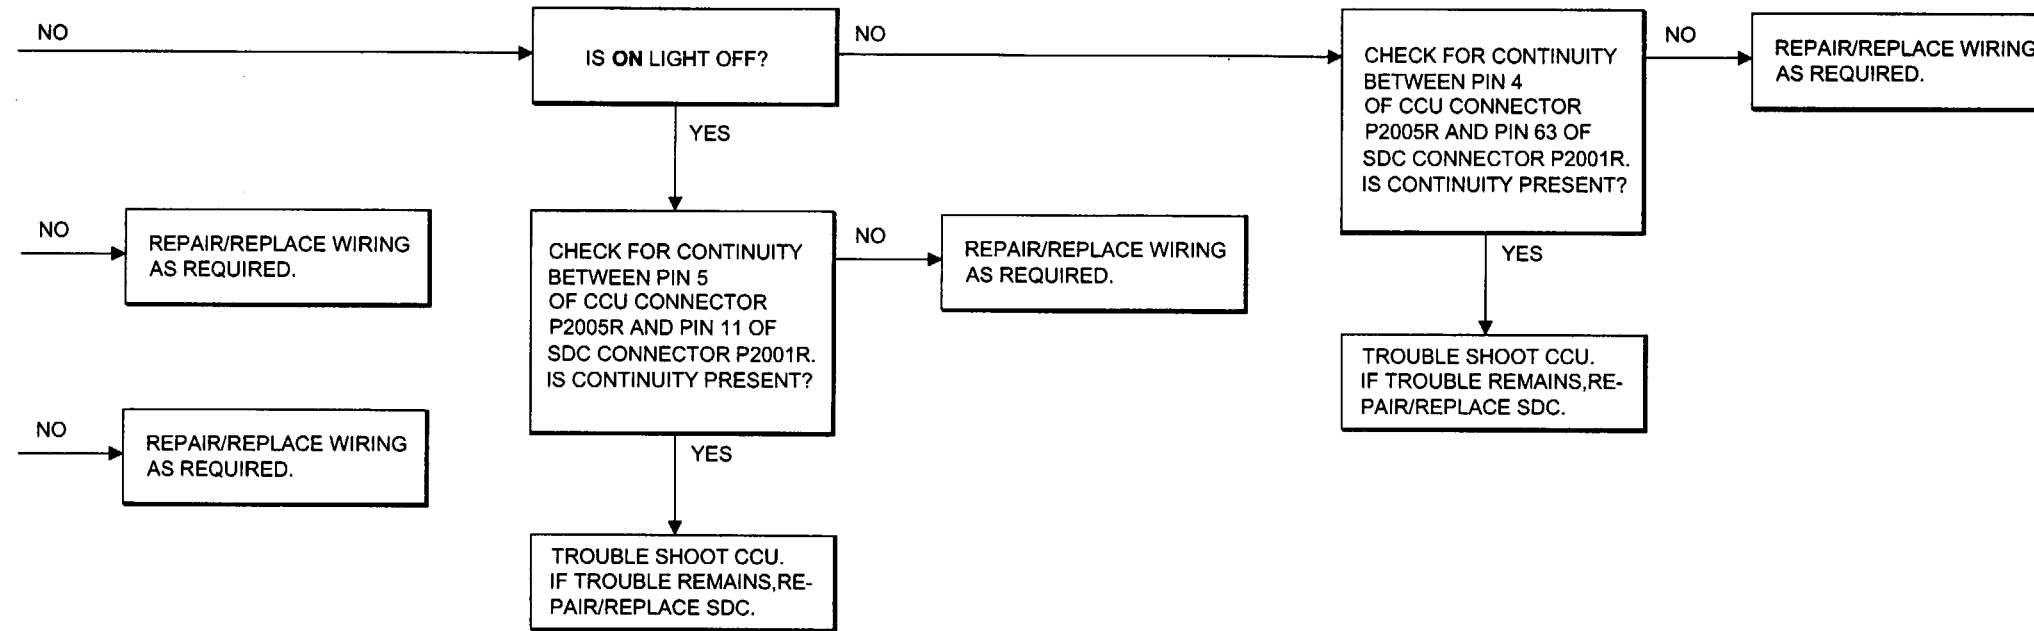 NO
IS ON LIGHT OFF?
NO
CHECK FOR CONTINUITY
BETWEEN PIN 4
OF CCU CONNECTOR
P2005R AND PIN 63 OF
SDC CONNECTOR P2001R.
IS CONTINUITY PRESENT?
NO
REPAIR/REPLACE WIRING
AS REQUIRED.
YES
NO
REPAIR/REPLACE WIRING
AS REQUIRED.
CHECK FOR CONTINUITY
BETWEEN PIN 5
OF CCU CONNECTOR
P2005R AND PIN 11 OF
SDC CONNECTOR P2001R.
IS CONTINUITY PRESENT?
NO
REPAIR/REPLACE WIRING
AS REQUIRED.
YES
TROUBLE SHOOT CCU.
IF TROUBLE REMAINS,RE-
PAIR/REPLACE SDC.
NO
REPAIR/REPLACE WIRING
AS REQUIRED.
YES
TROUBLE SHOOT CCU.
IF TROUBLE REMAINS,RE-
PAIR/REPLACE SDC.